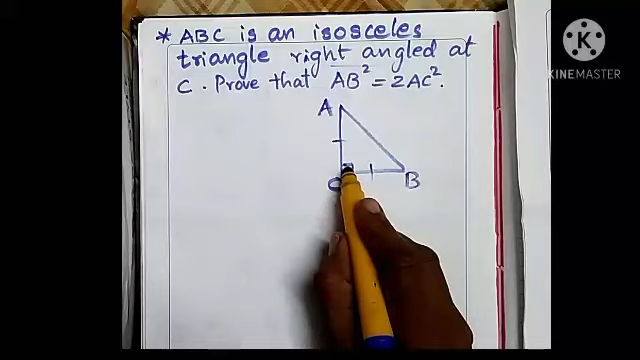 * ABC is an isosceles
triangle right angled at
C. Prove that AB² = 2AC².
A
C
B
K
KINEMASTER